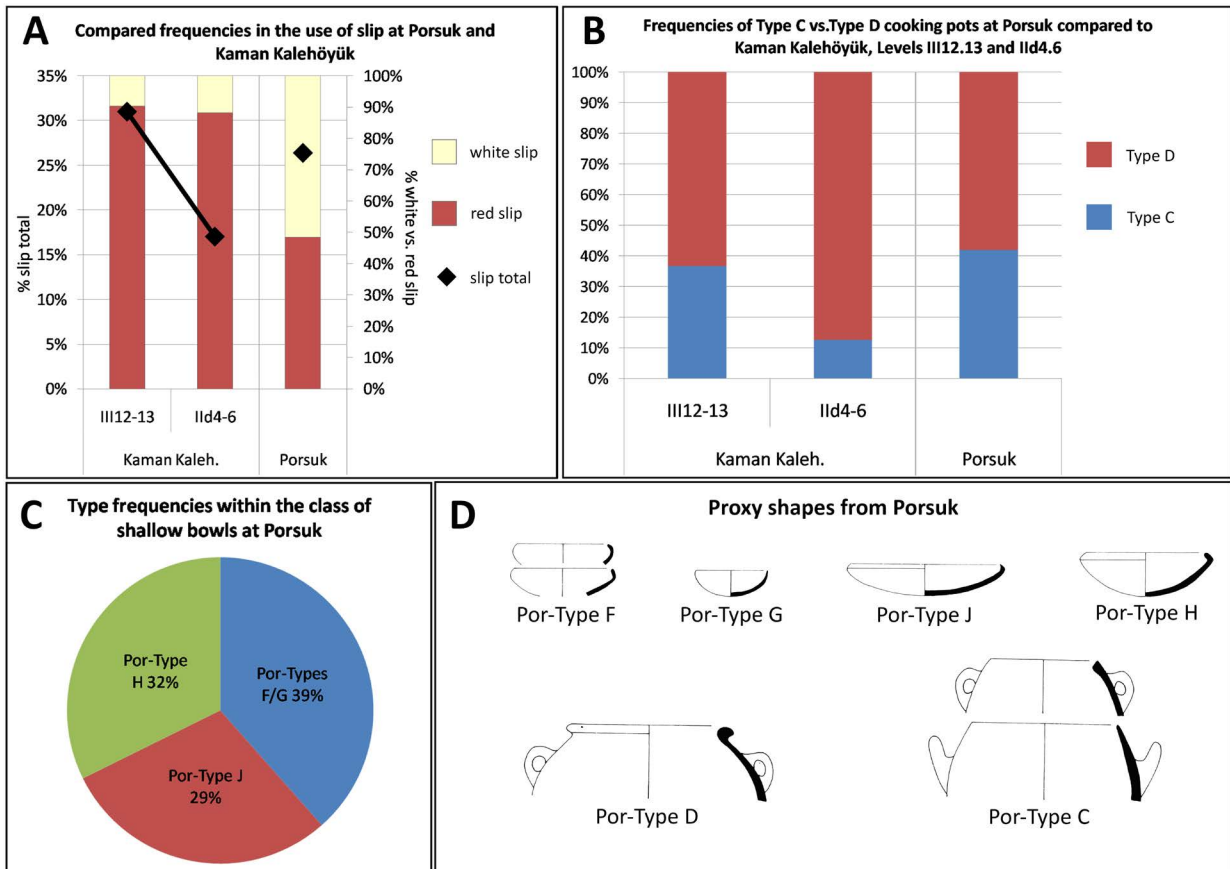 A
Compared frequencies in the use of slip at Porsuk and
Kaman Kalehöyük
35%
30%
25%
20%
15%
10%
5%
0%
% slip total
100%
90%
80%
70%
60%
50%
40%
30%
20%
10%
0%
% white vs. red slip
white slip
red slip
slip total
III12-13
IId4-6
Kaman Kaleh.
Porsuk
B
Frequencies of Type C vs.Type D cooking pots at Porsuk compared to
Kaman Kalehöyük, Levels III12.13 and IId4.6
100%
90%
80%
70%
60%
50%
40%
30%
20%
10%
0%
Type D
Type C
III12-13
IId4-6
Kaman Kaleh.
Porsuk
C
Type frequencies within the class of
shallow bowls at Porsuk
Por-Type
H 32%
Por-Types
F/G 39%
Por-Type J
29%
D
Proxy shapes from Porsuk
Por-Type F
Por-Type G
Por-Type J
Por-Type H
Por-Type D
Por-Type C